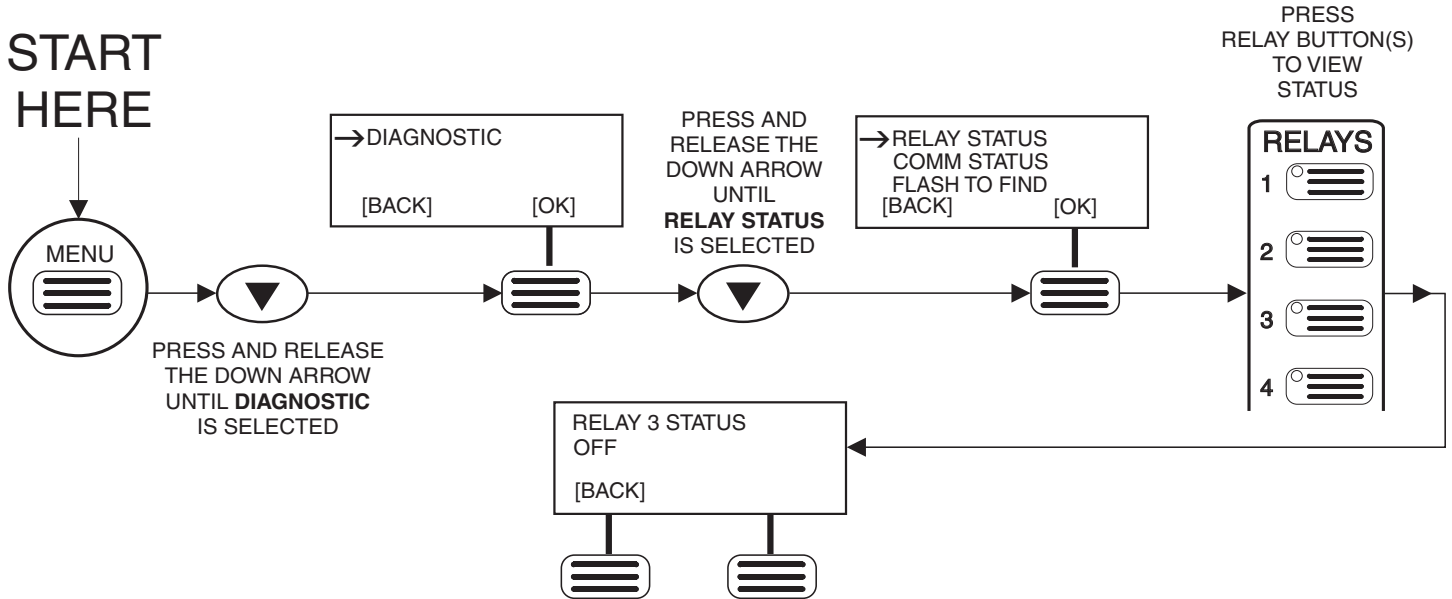 START
HERE
MENU
PRESS AND RELEASE
THE DOWN ARROW
UNTIL DIAGNOSTIC
IS SELECTED
→DIAGNOSTIC
[BACK] [OK]
PRESS AND
RELEASE THE
DOWN ARROW
UNTIL
RELAY STATUS
IS SELECTED
→RELAY STATUS
COMM STATUS
FLASH TO FIND
[BACK] [OK]
PRESS
RELAY BUTTON(S)
TO VIEW
STATUS
RELAYS
1
2
3
4
RELAY 3 STATUS
OFF
[BACK]